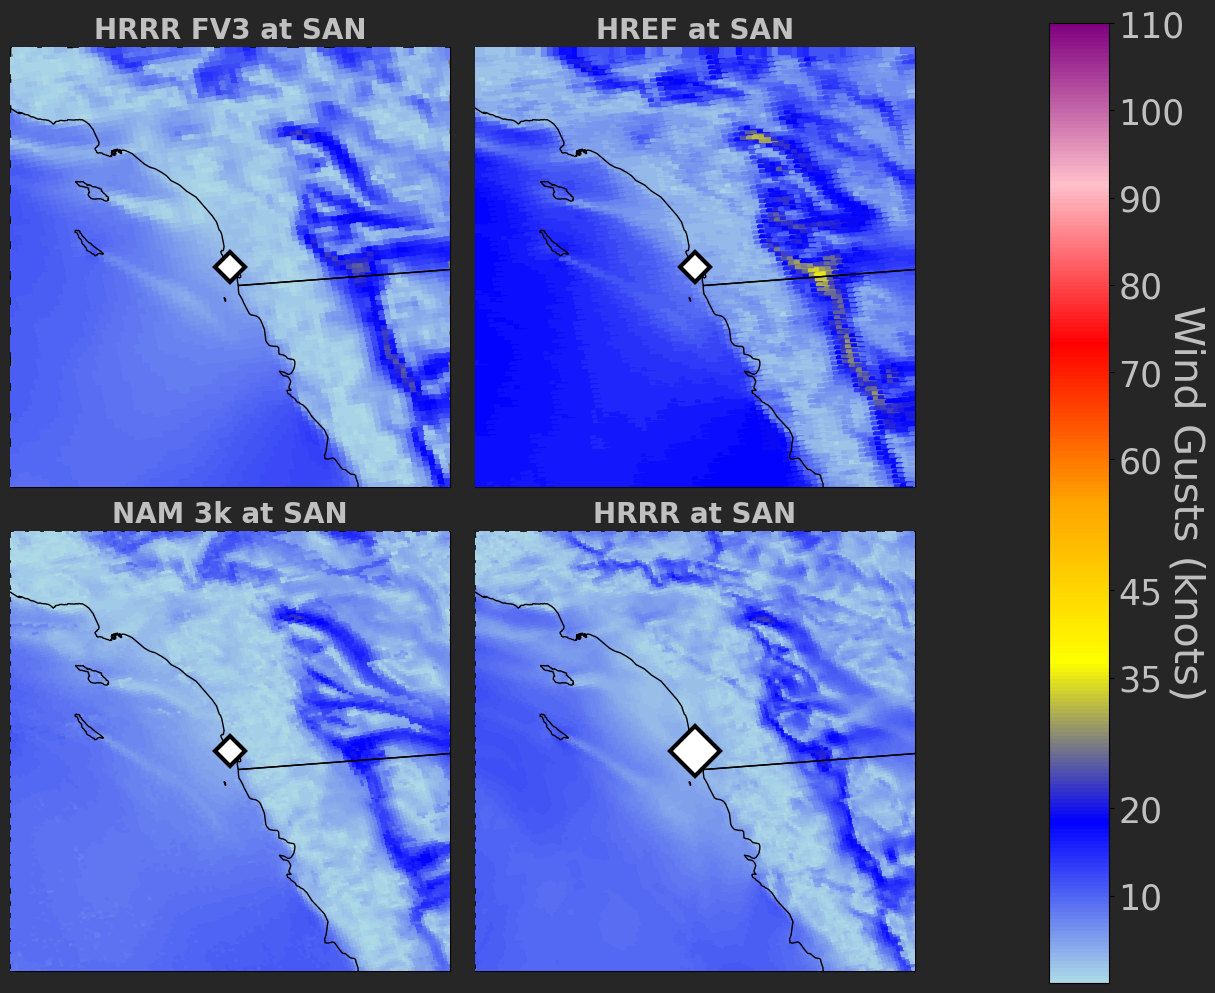 HRRR FV3 at SAN
HREF at SAN
NAM 3k at SAN
HRRR at SAN
110
100
90
80
70
60
45
35
20
10
Wind Gusts (knots)